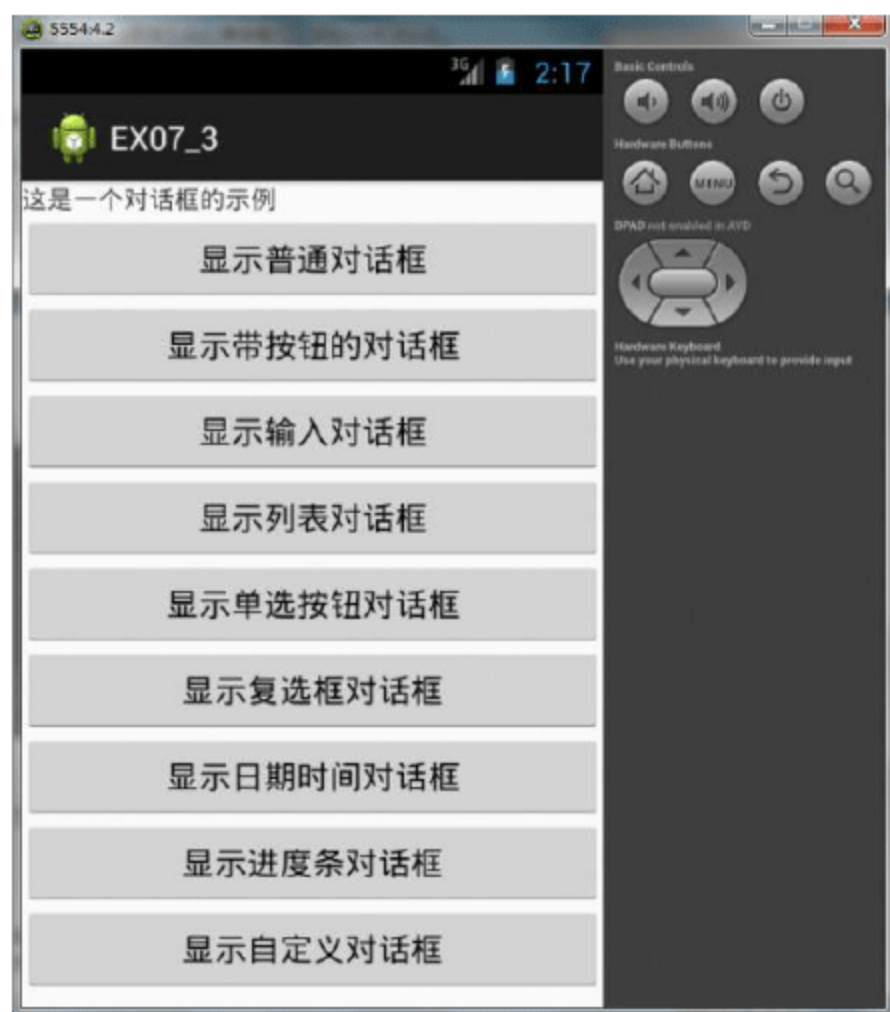 5554:4.2
3G 2:17
EX07_3
这是一个对话框的示例
显示普通对话框
显示带按钮的对话框
显示输入对话框
显示列表对话框
显示单选按钮对话框
显示复选框对话框
显示日期时间对话框
显示进度条对话框
显示自定义对话框
Basic Controls
Hardware Buttons
MENU
DPAD not enabled in AVD
Hardware Keyboard
Use your physical keyboard to provide input